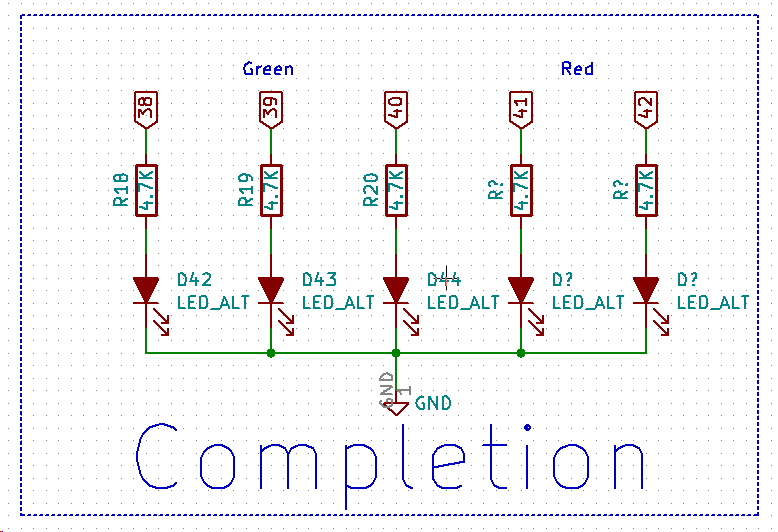 Green Red
38 39 40 41 42
R18 4.7K R19 4.7K R20 4.7K R? 4.7K R? 4.7K
D42 D43 D44 D? D?
LED_ALT LED_ALT LED_ALT LED_ALT LED_ALT
GND 1
GND
Completion